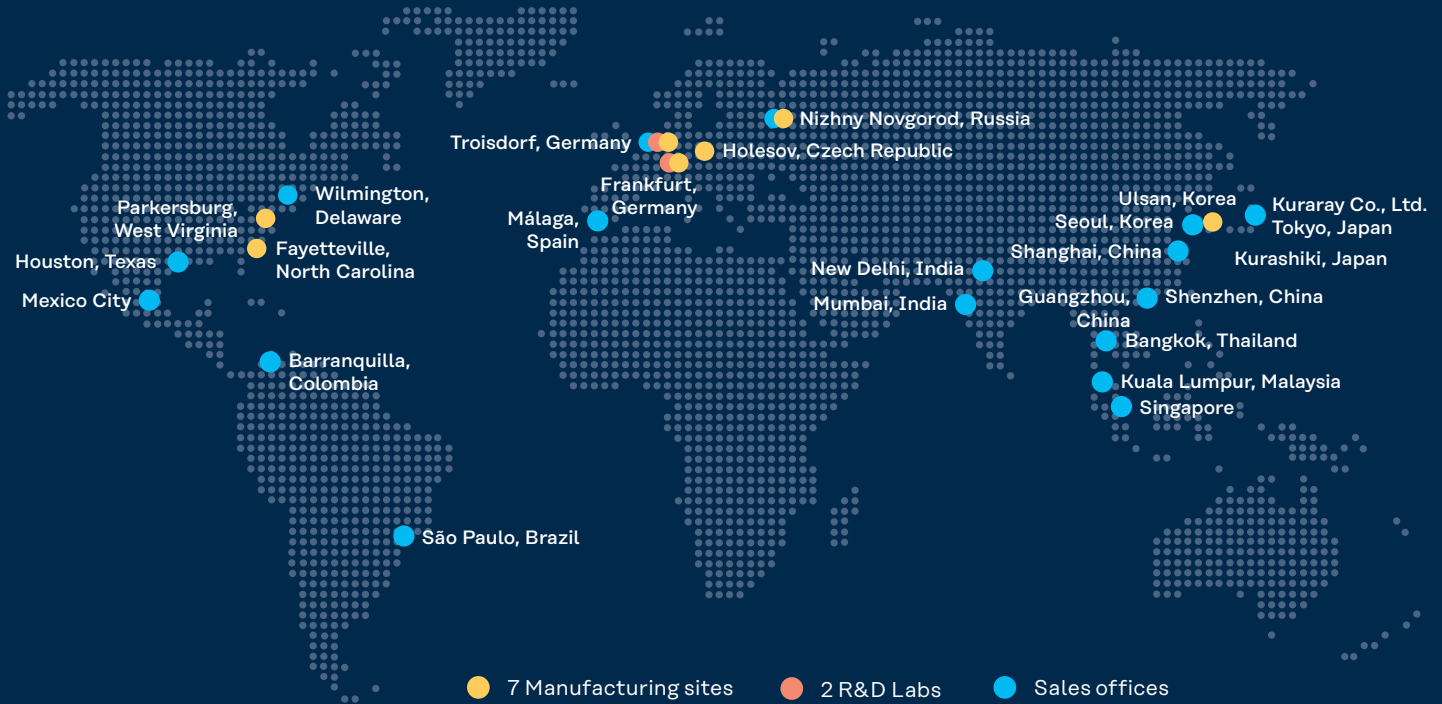 Nizhny Novgorod, Russia
Troisdorf, Germany
Holesov, Czech Republic
Frankfurt,
Germany
Wilmington,
Delaware
Parkersburg,
West Virginia
Málaga,
Spain
Ulsan, Korea
Seoul, Korea
Kuraray Co., Ltd.
Tokyo, Japan
Fayetteville,
North Carolina
Houston, Texas
Shanghai, China
Kurashiki, Japan
New Delhi, India
Mexico City
Mumbai, India
Guangzhou,
China
Shenzhen, China
Bangkok, Thailand
Barranquilla,
Colombia
Kuala Lumpur, Malaysia
Singapore
São Paulo, Brazil
7 Manufacturing sites
2 R&D Labs
Sales offices